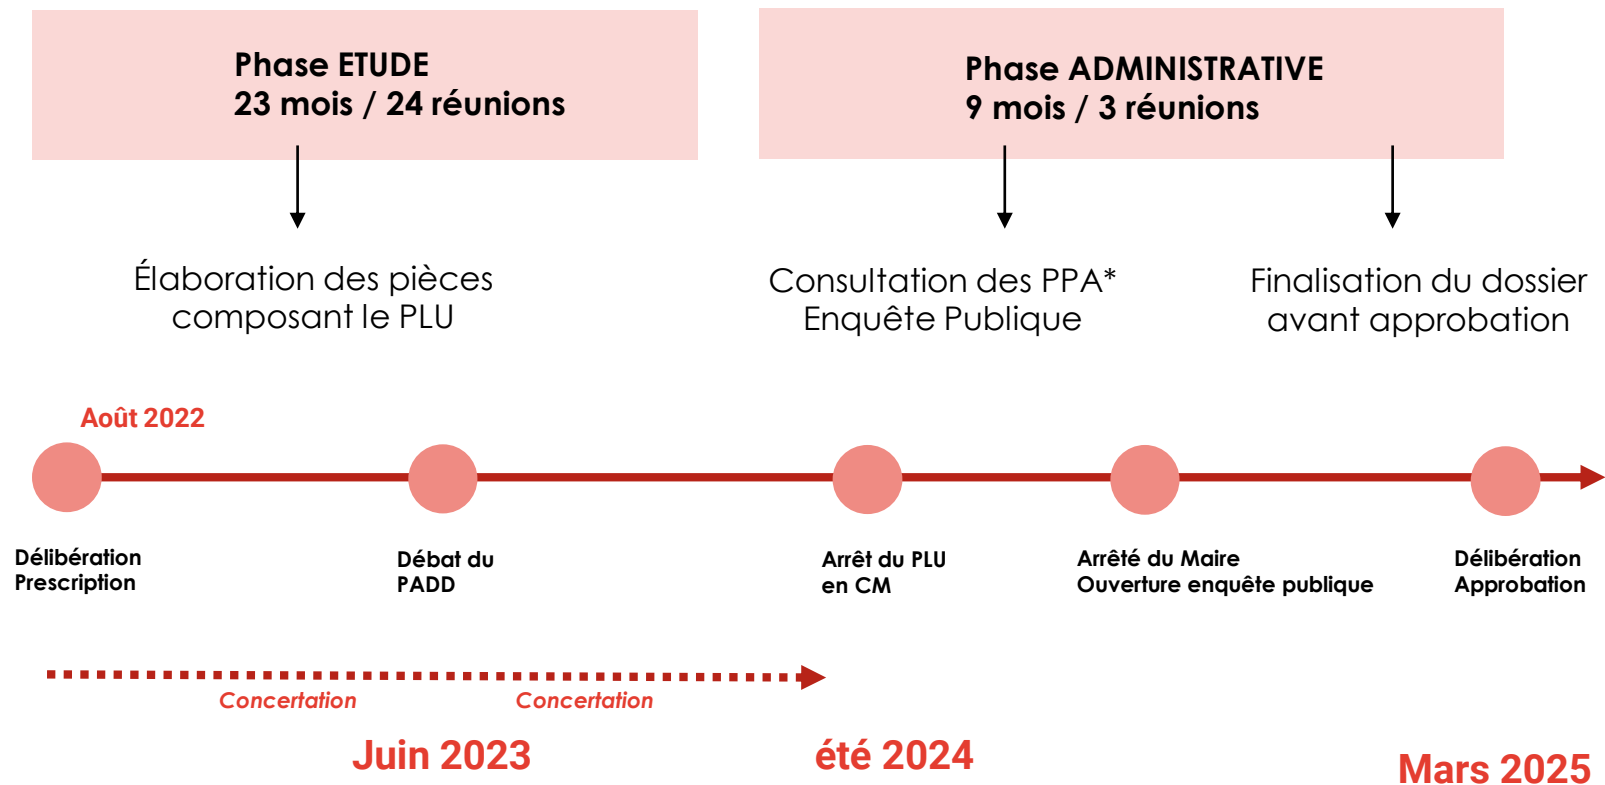 Phase ETUDE
23 mois / 24 réunions
Phase ADMINISTRATIVE
9 mois / 3 réunions
Élaboration des pièces
composant le PLU
Consultation des PPA*
Enquête Publique
Finalisation du dossier
avant approbation
Août 2022
Délibération
Prescription
Débat du
PADD
Arrêt du PLU
en CM
Arrêté du Maire
Ouverture enquête publique
Délibération
Approbation
Concertation
Concertation
Juin 2023
été 2024
Mars 2025